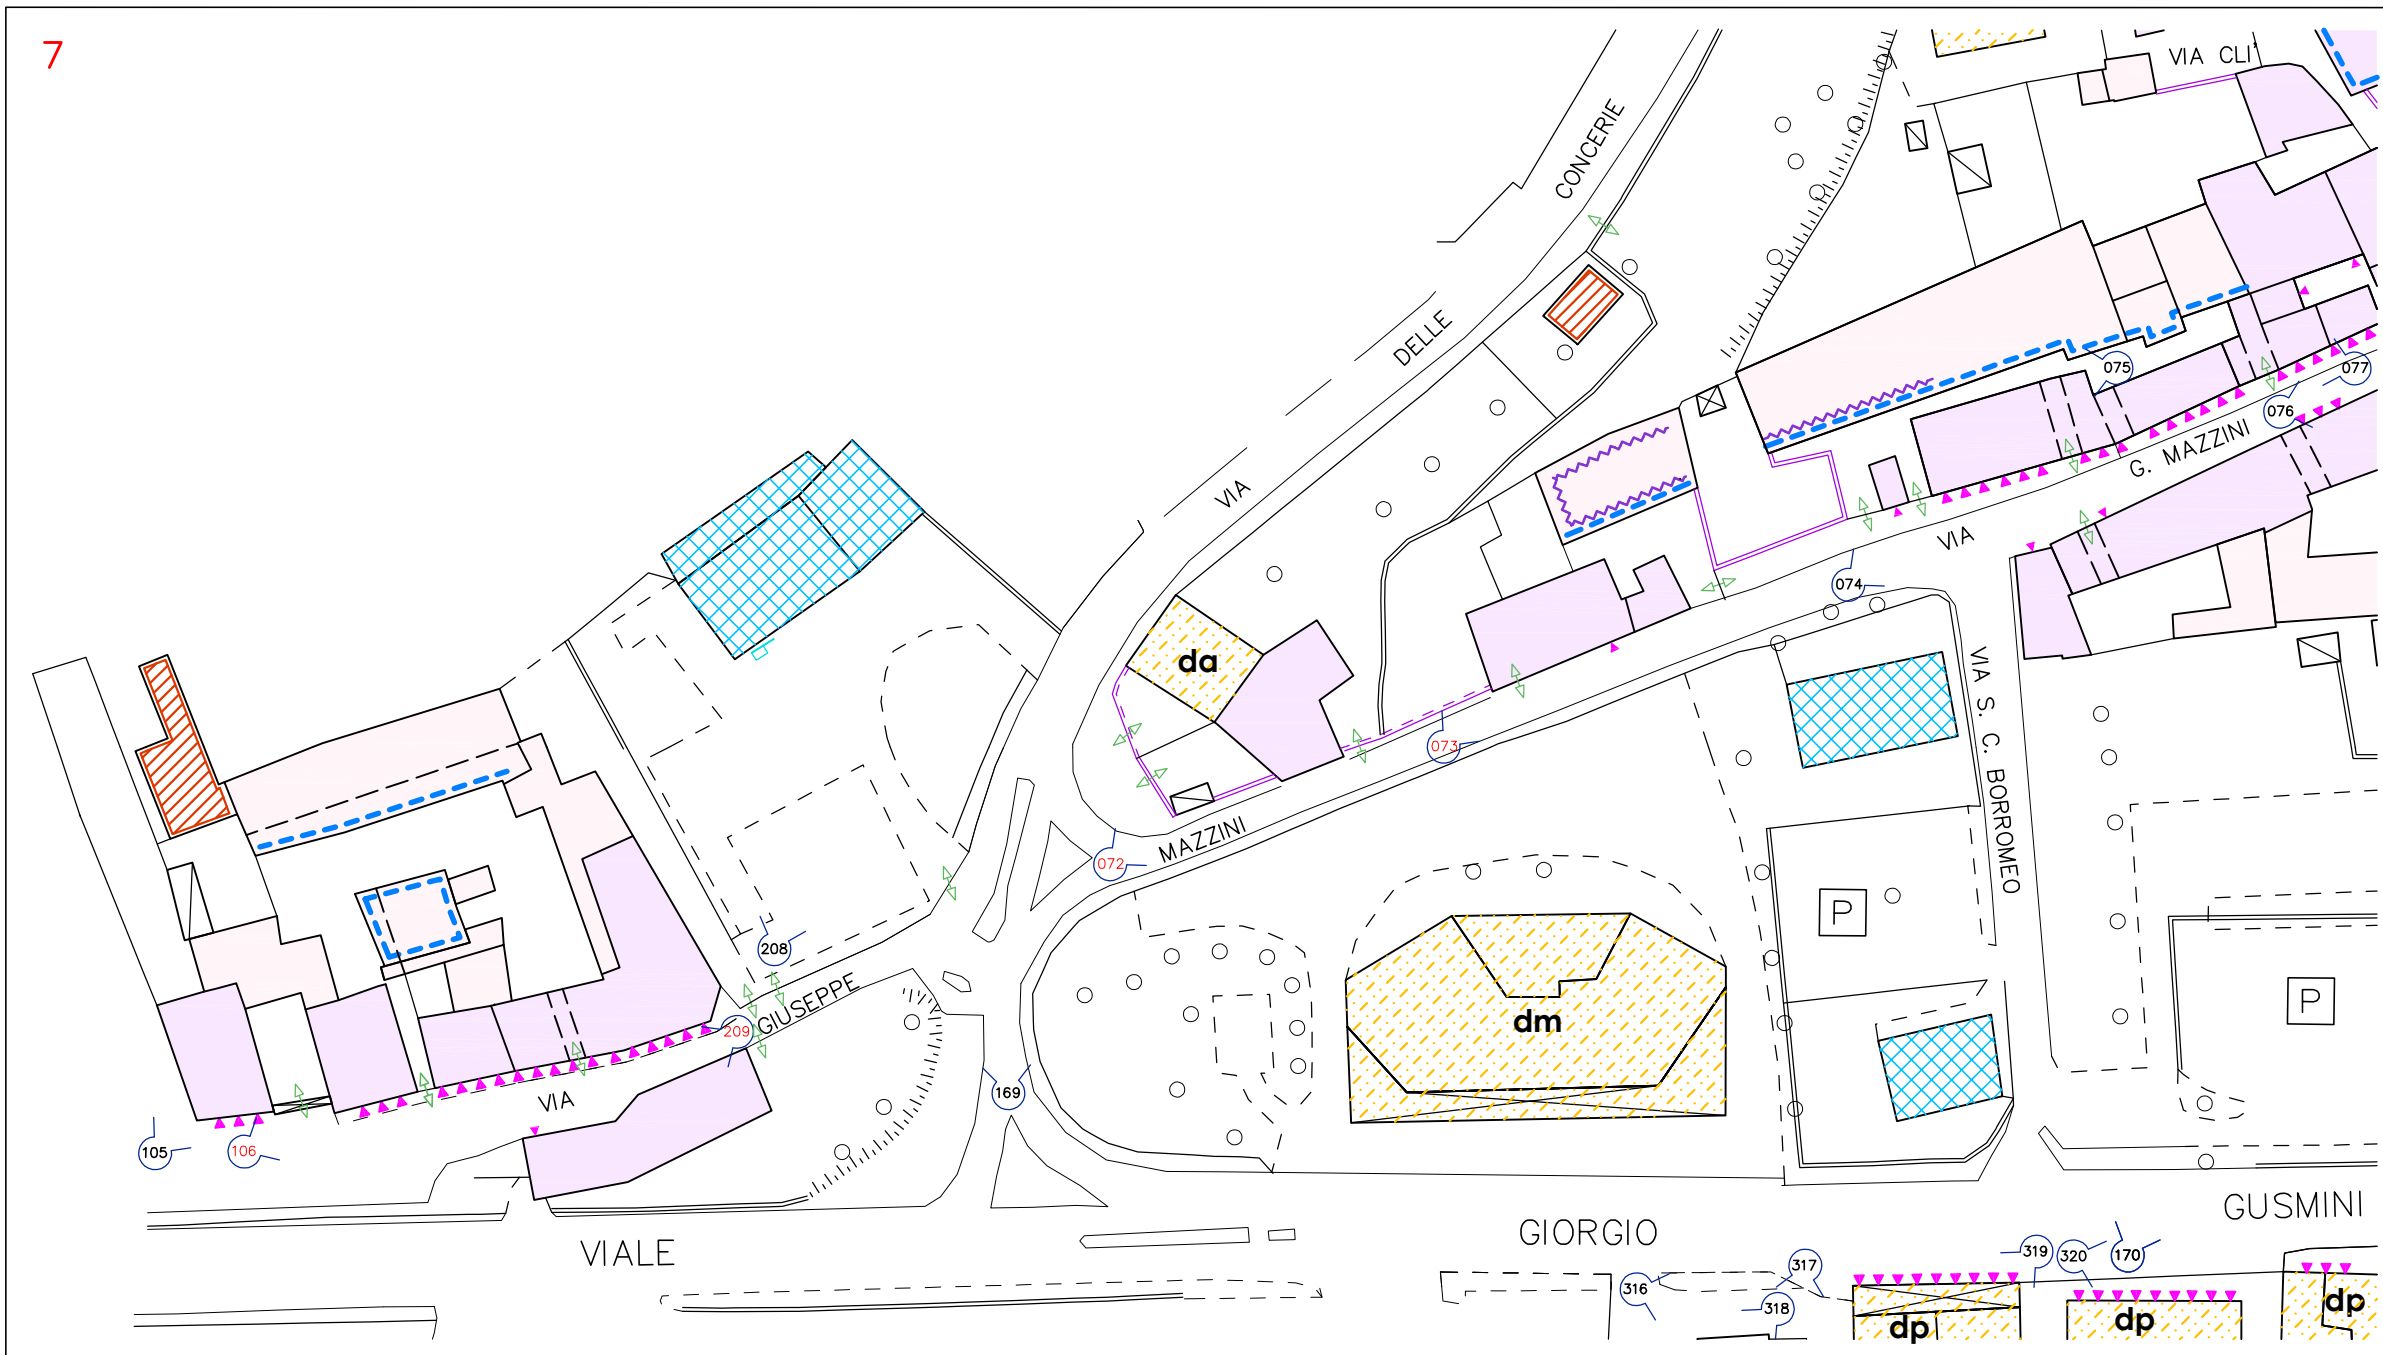 7
VIA CLI'
CONCERIE
DELLE
VIA
075
077
076
G. MAZZINI
VIA
074
da
073
VIA S. C. BORROMEO
MAZZINI
072
P
208
GIUSEPPE
209
dm
P
169
VIA
105
106
VIALE
GIORGIO
GUSMINI
316
317
318
319
320
170
dp
dp
dp